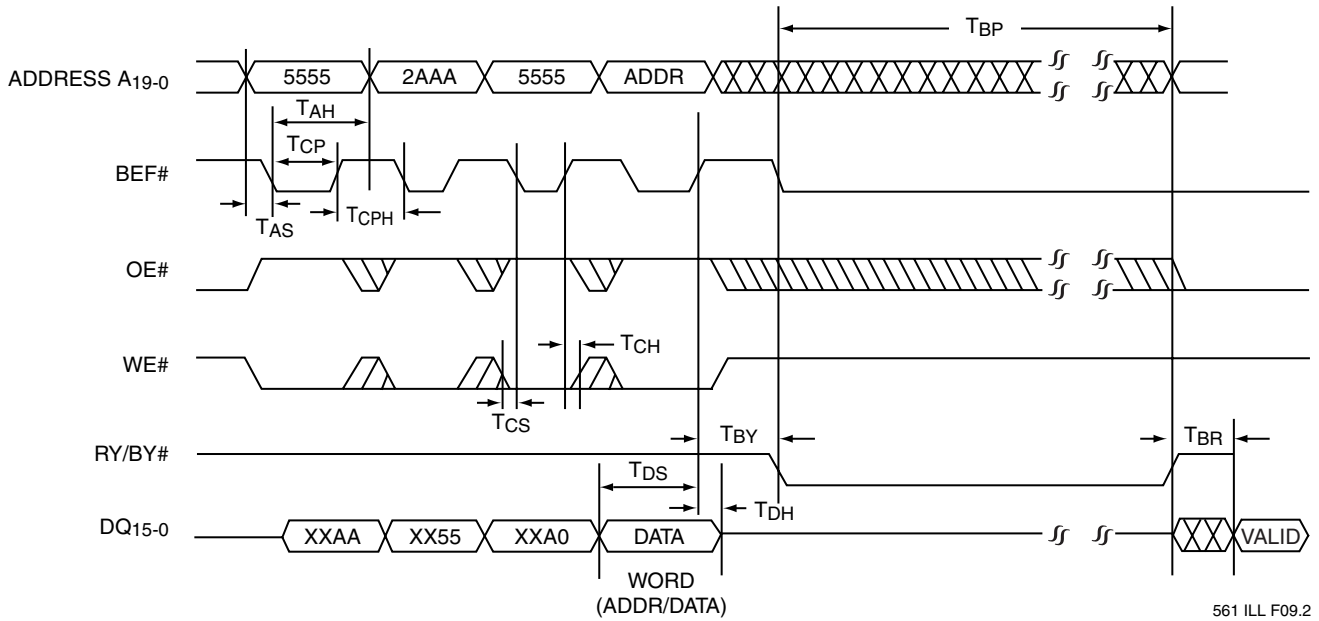 TBP
ADDRESS A19-0
5555
2AAA
5555
ADDR
TAH
TCP
BEF#
TAS
TCPH
OE#
TCH
WE#
TCS
TBY
TBR
RY/BY#
TDS
TDH
DQ15-0
XXAA
XX55
XXA0
DATA
VALID
WORD
(ADDR/DATA)
561 ILL F09.2